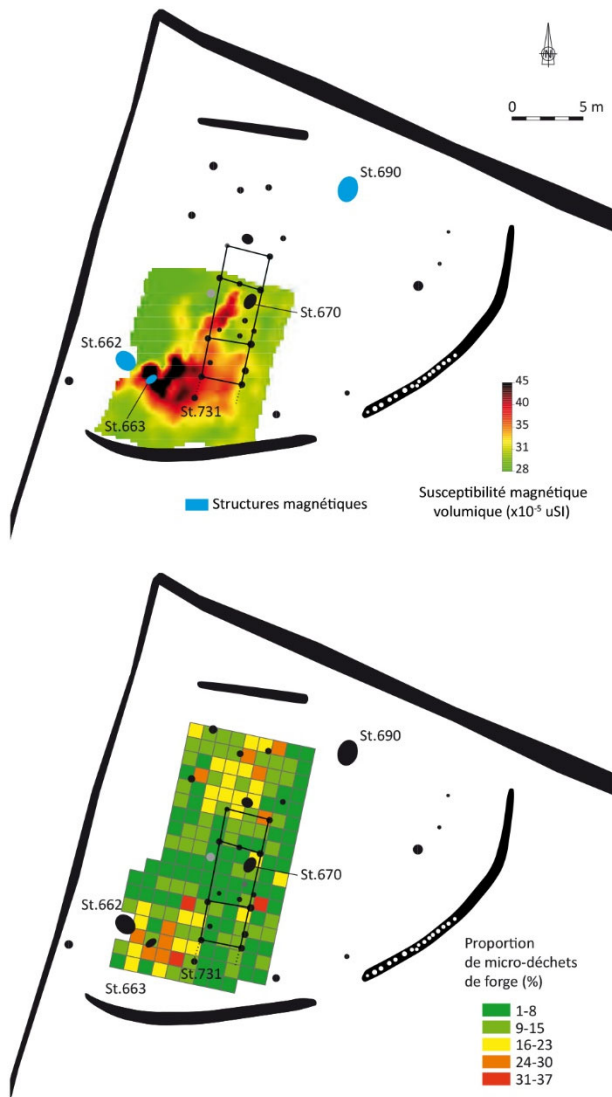 0
5 m
St.690
St.670
St.662
St.663
St.731
45
40
35
31
28
Structures magnétiques
Susceptibilité magnétique
volumique (x10⁻⁵ uSI)
St.690
St.670
St.662
St.731
St.663
Proportion
de micro-déchets
de forge (%)
1-8
9-15
16-23
24-30
31-37